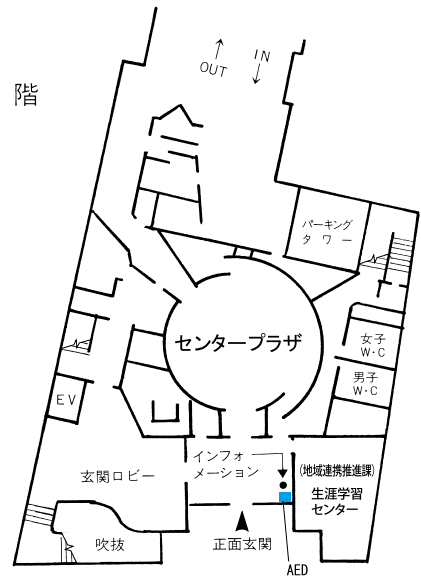 IN
OUT
階
パーキング
タワー
センタープラザ
女子
W・C
男子
W・C
EV
インフォ
メーション
玄関ロビー
(地域連携推進課)
生涯学習
センター
吹抜
正面玄関
AED